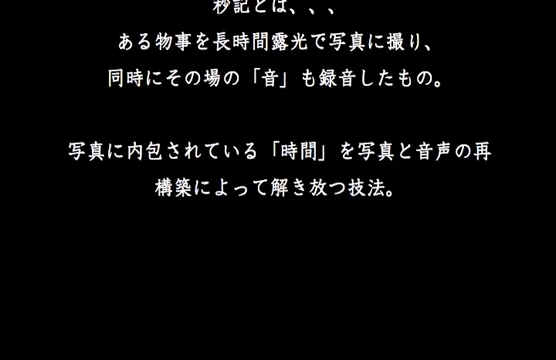 秒記とは、、、
ある物事を長時間露光で写真に撮り、
同時にその場の「音」も録音したもの。
写真に内包されている「時間」を写真と音声の再
構築によって解き放つ技法。